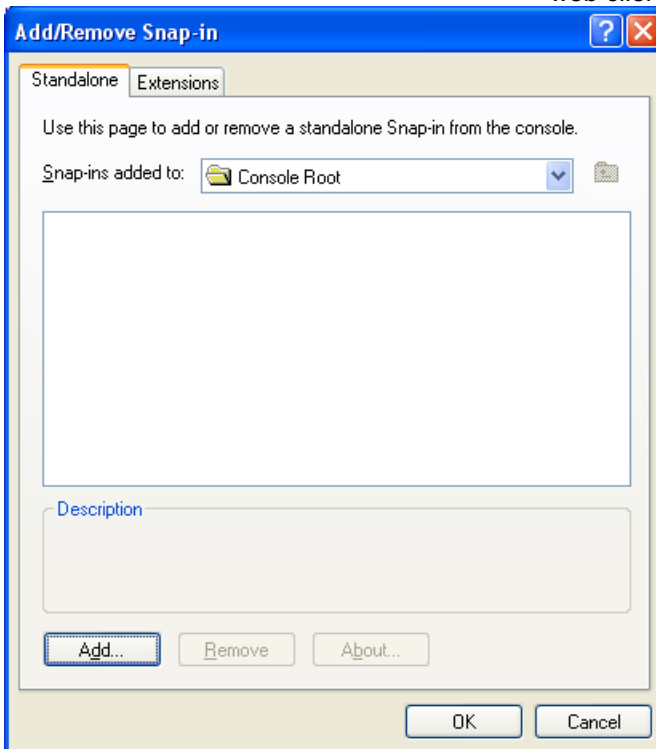 Add/Remove Snap-in
Standalone Extensions
Use this page to add or remove a standalone Snap-in from the console.
Snap-ins added to: Console Root
Description
Add... Remove About...
OK Cancel